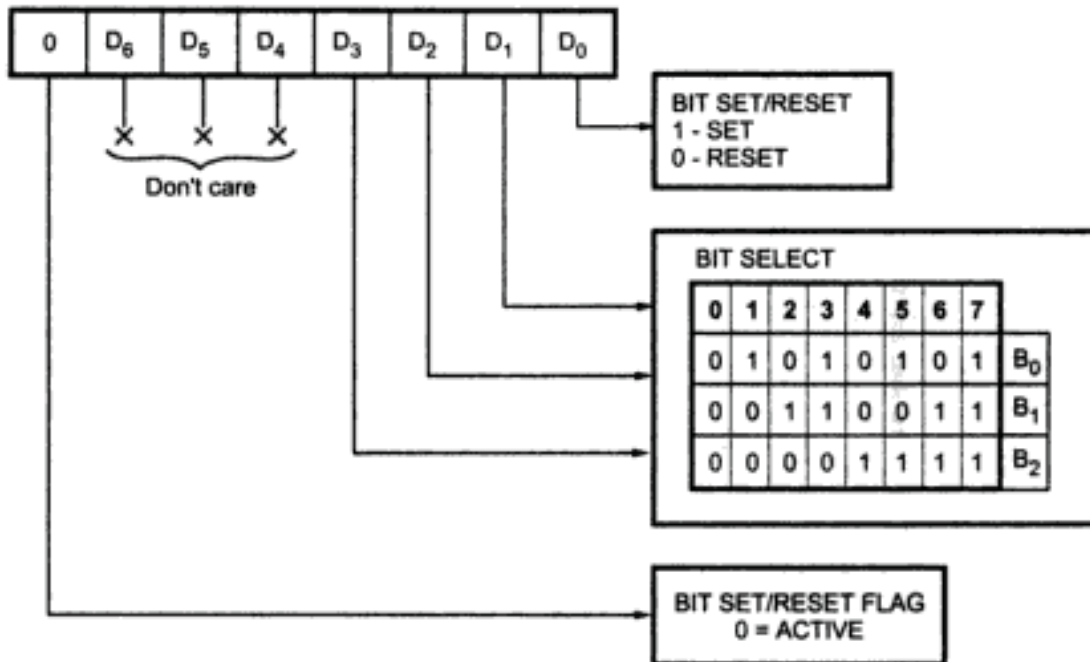 0 D₆ D₅ D₄ D₃ D₂ D₁ D₀
× × ×
Don't care
BIT SET/RESET
1 - SET
0 - RESET
BIT SELECT
0 1 2 3 4 5 6 7
0 1 0 1 0 1 0 1 B₀
0 0 1 1 0 0 1 1 B₁
0 0 0 0 1 1 1 1 B₂
BIT SET/RESET FLAG
0 = ACTIVE